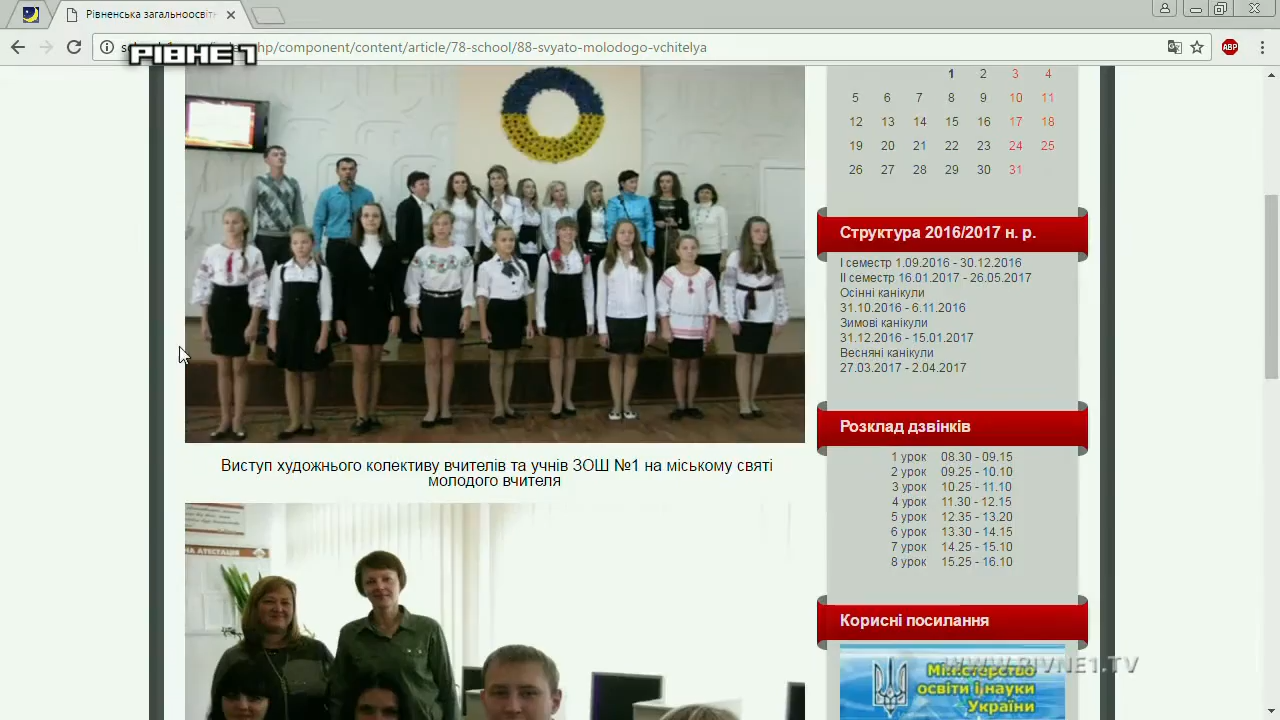 Рівненська загальноосвітн
hp/component/content/article/78-school/88-svyato-molodogo-vchitelya
ABP
РІВНЕ 1
1 2 3 4
5 6 7 8 9 10 11
12 13 14 15 16 17 18
19 20 21 22 23 24 25
26 27 28 29 30 31
Структура 2016/2017 н. р.
І семестр 1.09.2016 - 30.12.2016
ІІ семестр 16.01.2017 - 26.05.2017
Осінні канікули
31.10.2016 - 6.11.2016
Зимові канікули
31.12.2016 - 15.01.2017
Весняні канікули
27.03.2017 - 2.04.2017
Виступ художнього колективу вчителів та учнів ЗОШ №1 на міському святі
молодого вчителя
Розклад дзвінків
1 урок 08.30 - 09.15
2 урок 09.25 - 10.10
3 урок 10.25 - 11.10
4 урок 11.30 - 12.15
5 урок 12.35 - 13.20
6 урок 13.30 - 14.15
7 урок 14.25 - 15.10
8 урок 15.25 - 16.10
НА АТЕСТАЦІЯ
Корисні посилання
Міністерство
освіти і науки
України
WWW.RIVNE1.TV